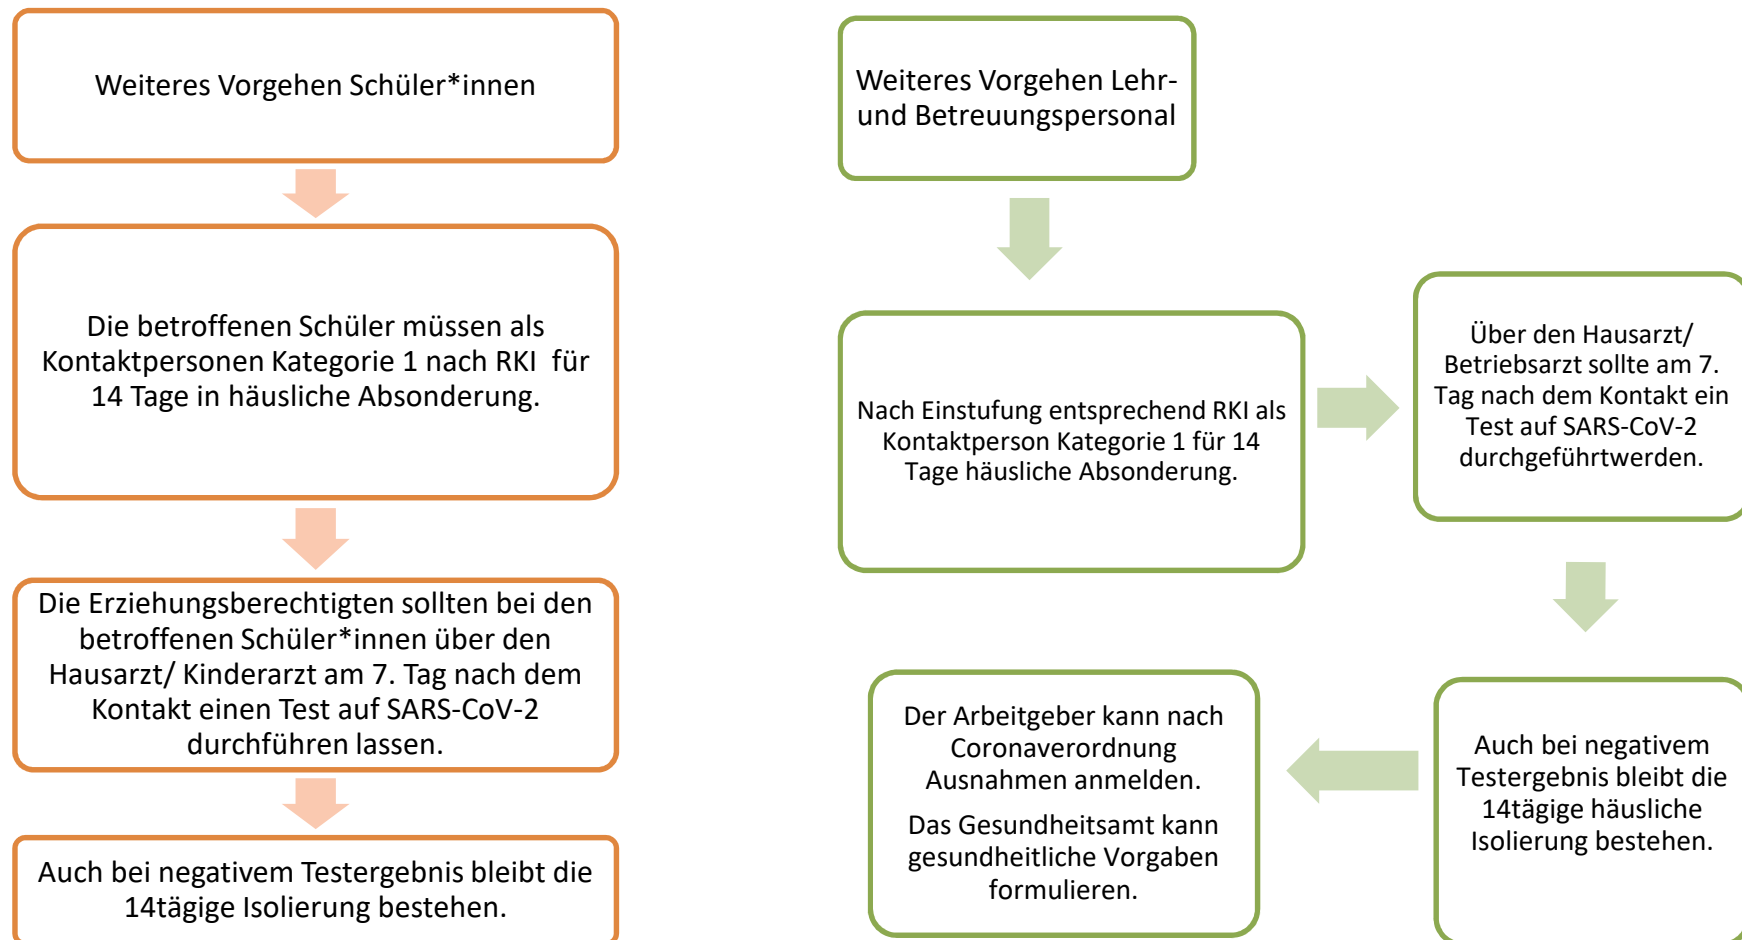 Weiteres Vorgehen Schüler*innen
Die betroffenen Schüler müssen als
Kontaktpersonen Kategorie 1 nach RKI  für
14 Tage in häusliche Absonderung.
Die Erziehungsberechtigten sollten bei den
betroffenen Schüler*innen über den
Hausarzt/ Kinderarzt am 7. Tag nach dem
Kontakt einen Test auf SARS-CoV-2
durchführen lassen.
Auch bei negativem Testergebnis bleibt die
14tägige Isolierung bestehen.
Weiteres Vorgehen Lehr-
und Betreuungspersonal
Nach Einstufung entsprechend RKI als
Kontaktperson Kategorie 1 für 14
Tage häusliche Absonderung.
Über den Hausarzt/
Betriebsarzt sollte am 7.
Tag nach dem Kontakt ein
Test auf SARS-CoV-2
durchgeführtwerden.
Auch bei negativem
Testergebnis bleibt die
14tägige häusliche
Isolierung bestehen.
Der Arbeitgeber kann nach
Coronaverordnung
Ausnahmen anmelden.
Das Gesundheitsamt kann
gesundheitliche Vorgaben
formulieren.